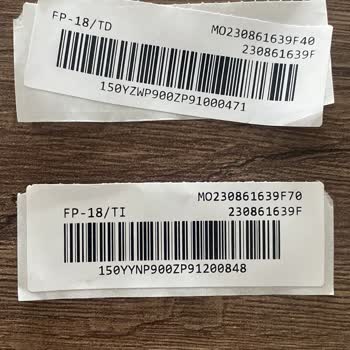 FP-18/TD
MO230861639F40
230861639F
150YZWP900ZP91000471
MO230861639F70
FP-18/TI
230861639F
150YYNP900ZP91200848